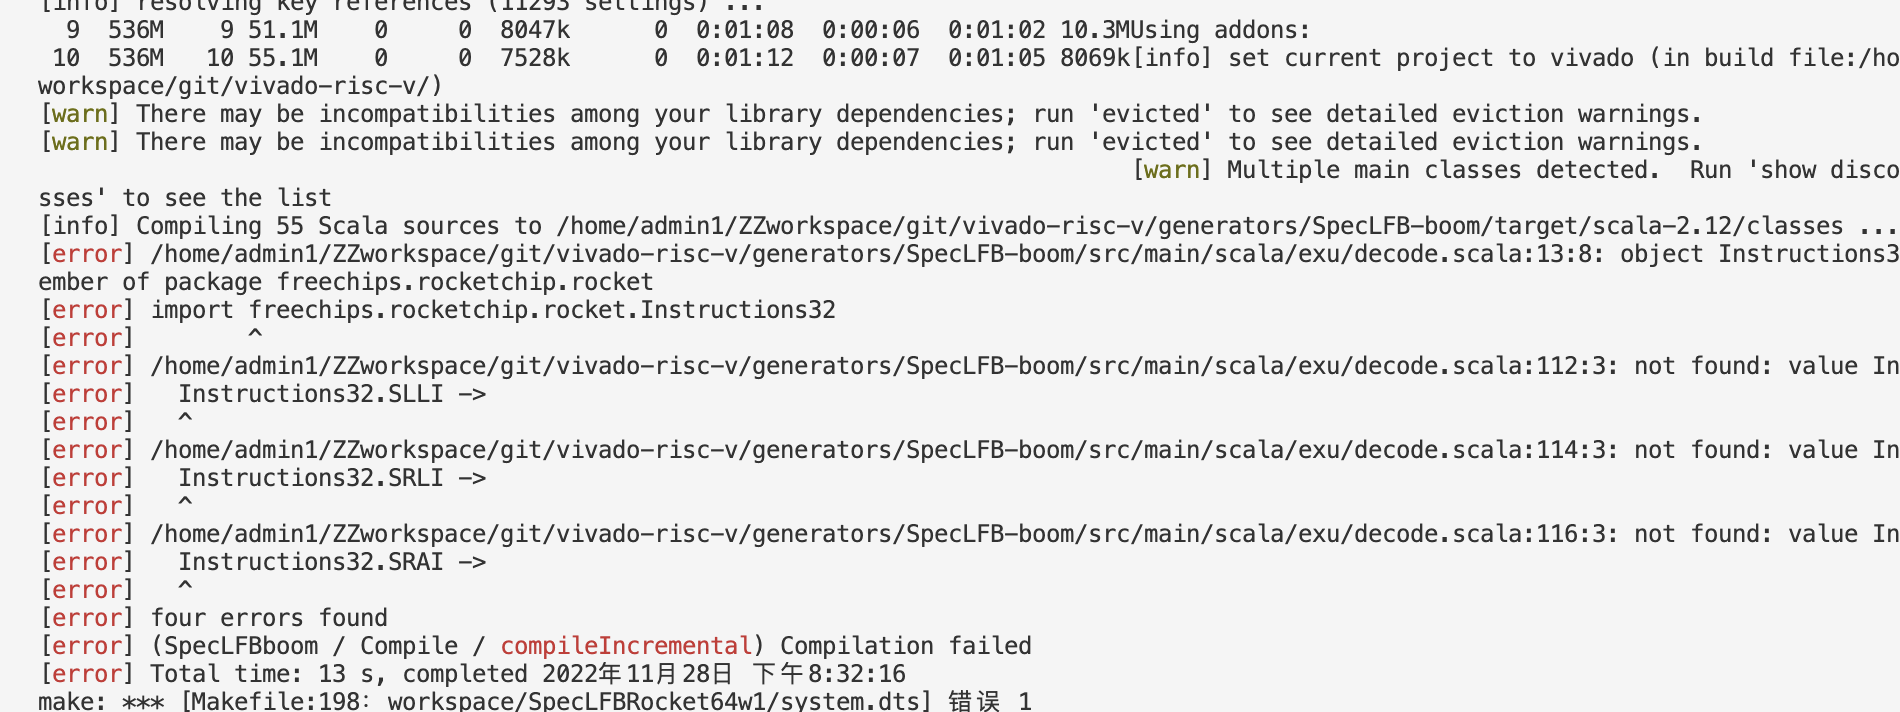 [info] resolving key references (11293 settings) ...
9 536M 9 51.1M 0 0 8047k 0 0:01:08 0:00:06 0:01:02 10.3MUsing addons:
10 536M 10 55.1M 0 0 7528k 0 0:01:12 0:00:07 0:01:05 8069k[info] set current project to vivado (in build file:/ho
workspace/git/vivado-risc-v/)
[warn] There may be incompatibilities among your library dependencies; run 'evicted' to see detailed eviction warnings.
[warn] There may be incompatibilities among your library dependencies; run 'evicted' to see detailed eviction warnings.
[warn] Multiple main classes detected.  Run 'show disco
sses' to see the list
[info] Compiling 55 Scala sources to /home/admin1/ZZworkspace/git/vivado-risc-v/generators/SpecLFB-boom/target/scala-2.12/classes ...
[error] /home/admin1/ZZworkspace/git/vivado-risc-v/generators/SpecLFB-boom/src/main/scala/exu/decode.scala:13:8: object Instructions3
ember of package freechips.rocketchip.rocket
[error] import freechips.rocketchip.rocket.Instructions32
[error]        ^
[error] /home/admin1/ZZworkspace/git/vivado-risc-v/generators/SpecLFB-boom/src/main/scala/exu/decode.scala:112:3: not found: value In
[error]   Instructions32.SLLI ->
[error]   ^
[error] /home/admin1/ZZworkspace/git/vivado-risc-v/generators/SpecLFB-boom/src/main/scala/exu/decode.scala:114:3: not found: value In
[error]   Instructions32.SRLI ->
[error]   ^
[error] /home/admin1/ZZworkspace/git/vivado-risc-v/generators/SpecLFB-boom/src/main/scala/exu/decode.scala:116:3: not found: value In
[error]   Instructions32.SRAI ->
[error]   ^
[error] four errors found
[error] (SpecLFBboom / Compile / compileIncremental) Compilation failed
[error] Total time: 13 s, completed 2022年11月28日 下午8:32:16
make: *** [Makefile:198： workspace/SpecLFBRocket64w1/system.dts] 错误 1